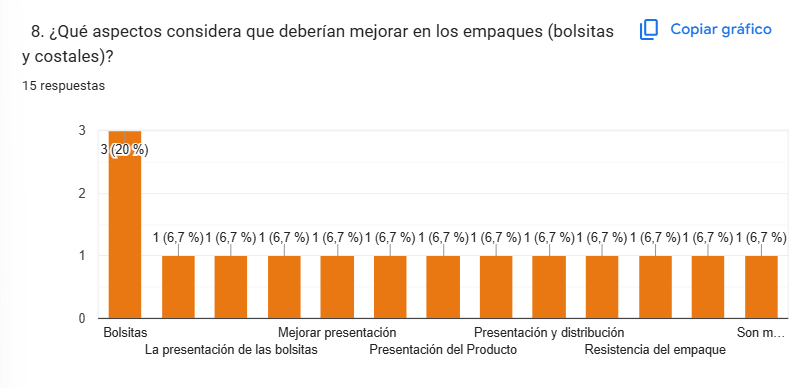 8. ¿Qué aspectos considera que deberían mejorar en los empaques (bolsitas
y costales)?
Copiar gráfico
15 respuestas
3
2
1
0
3 (20 %)
1 (6,7 %) 1 (6,7 %) 1 (6,7 %) 1 (6,7 %) 1 (6,7 %) 1 (6,7 %) 1 (6,7 %) 1 (6,7 %) 1 (6,7 %) 1 (6,7 %) 1 (6,7 %) 1 (6,7 %)
Bolsitas Mejorar presentación Presentación y distribución Son m…
La presentación de las bolsitas Presentación del Producto Resistencia del empaque